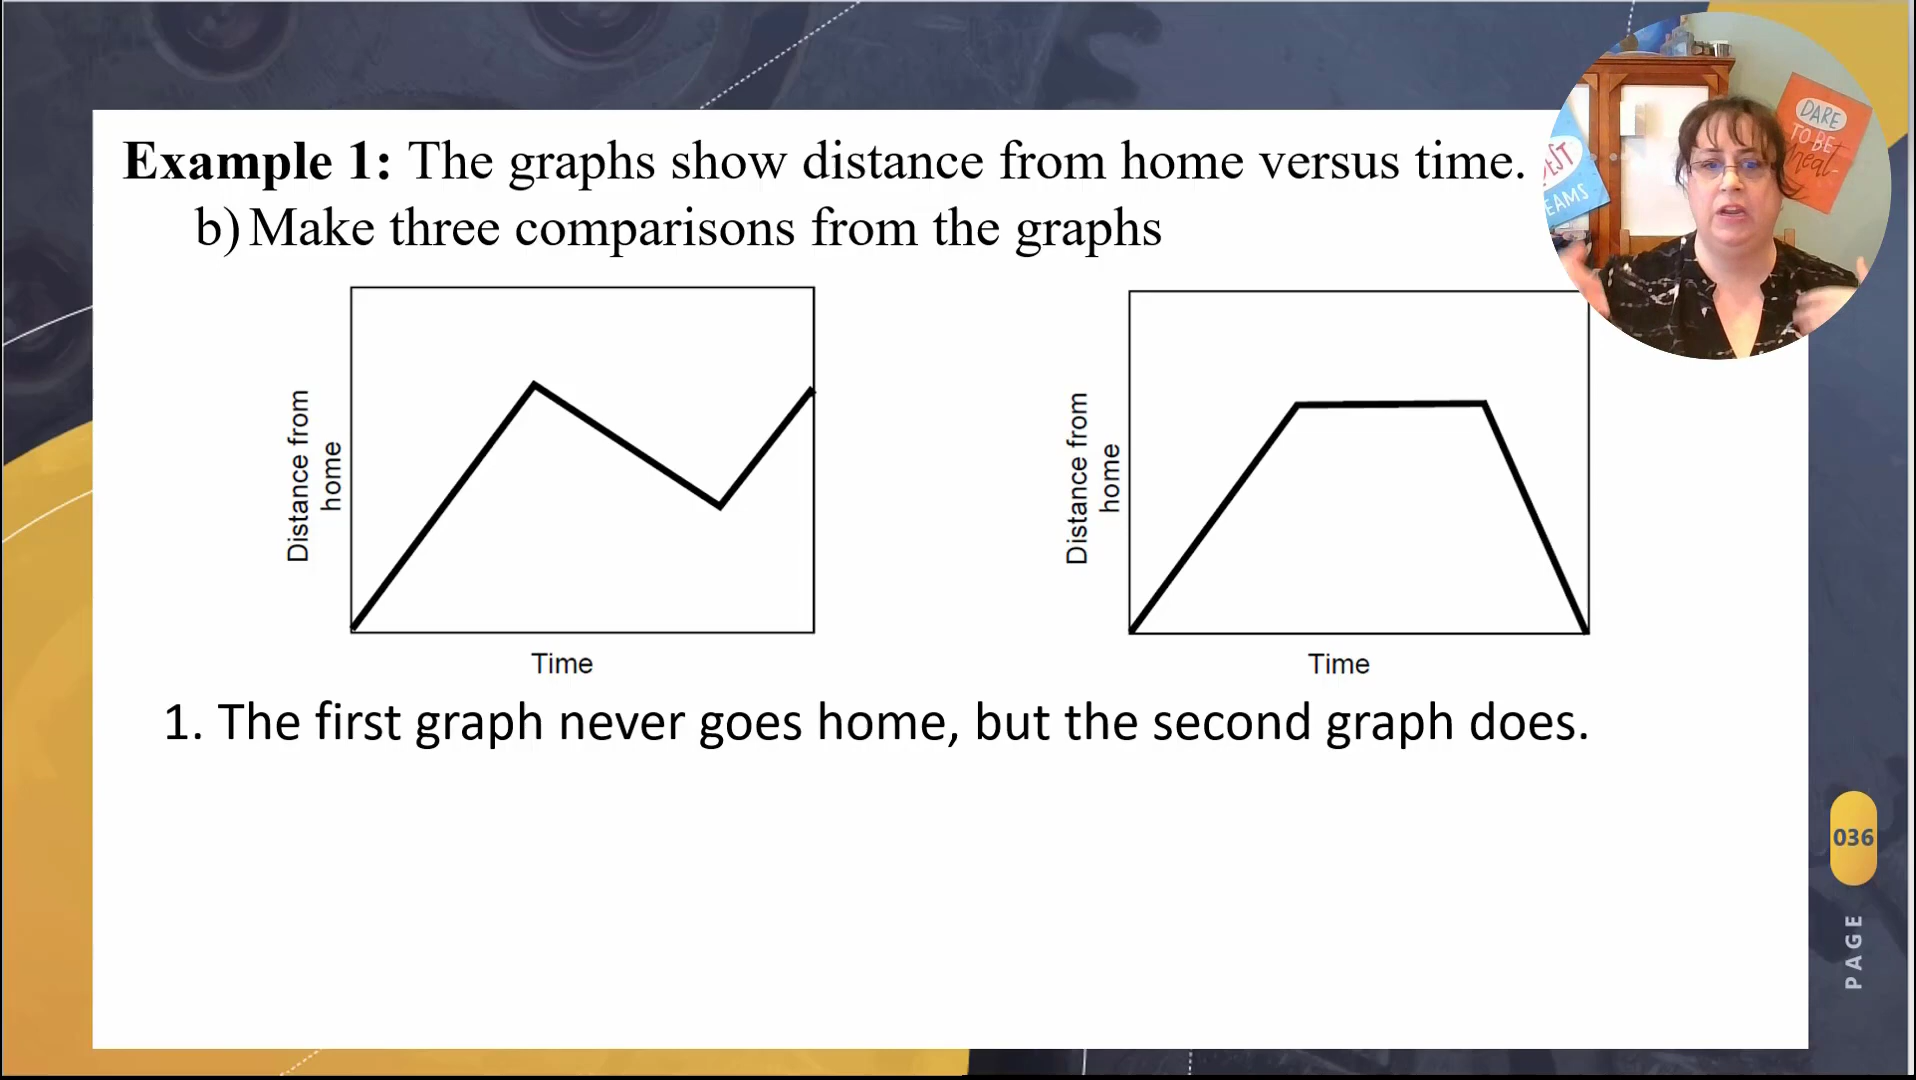 Example 1: The graphs show distance from home versus time.
b) Make three comparisons from the graphs
DARE
TO BE
EAMS
Distance from
home
Time
Distance from
home
Time
1. The first graph never goes home, but the second graph does.
036
PAGE